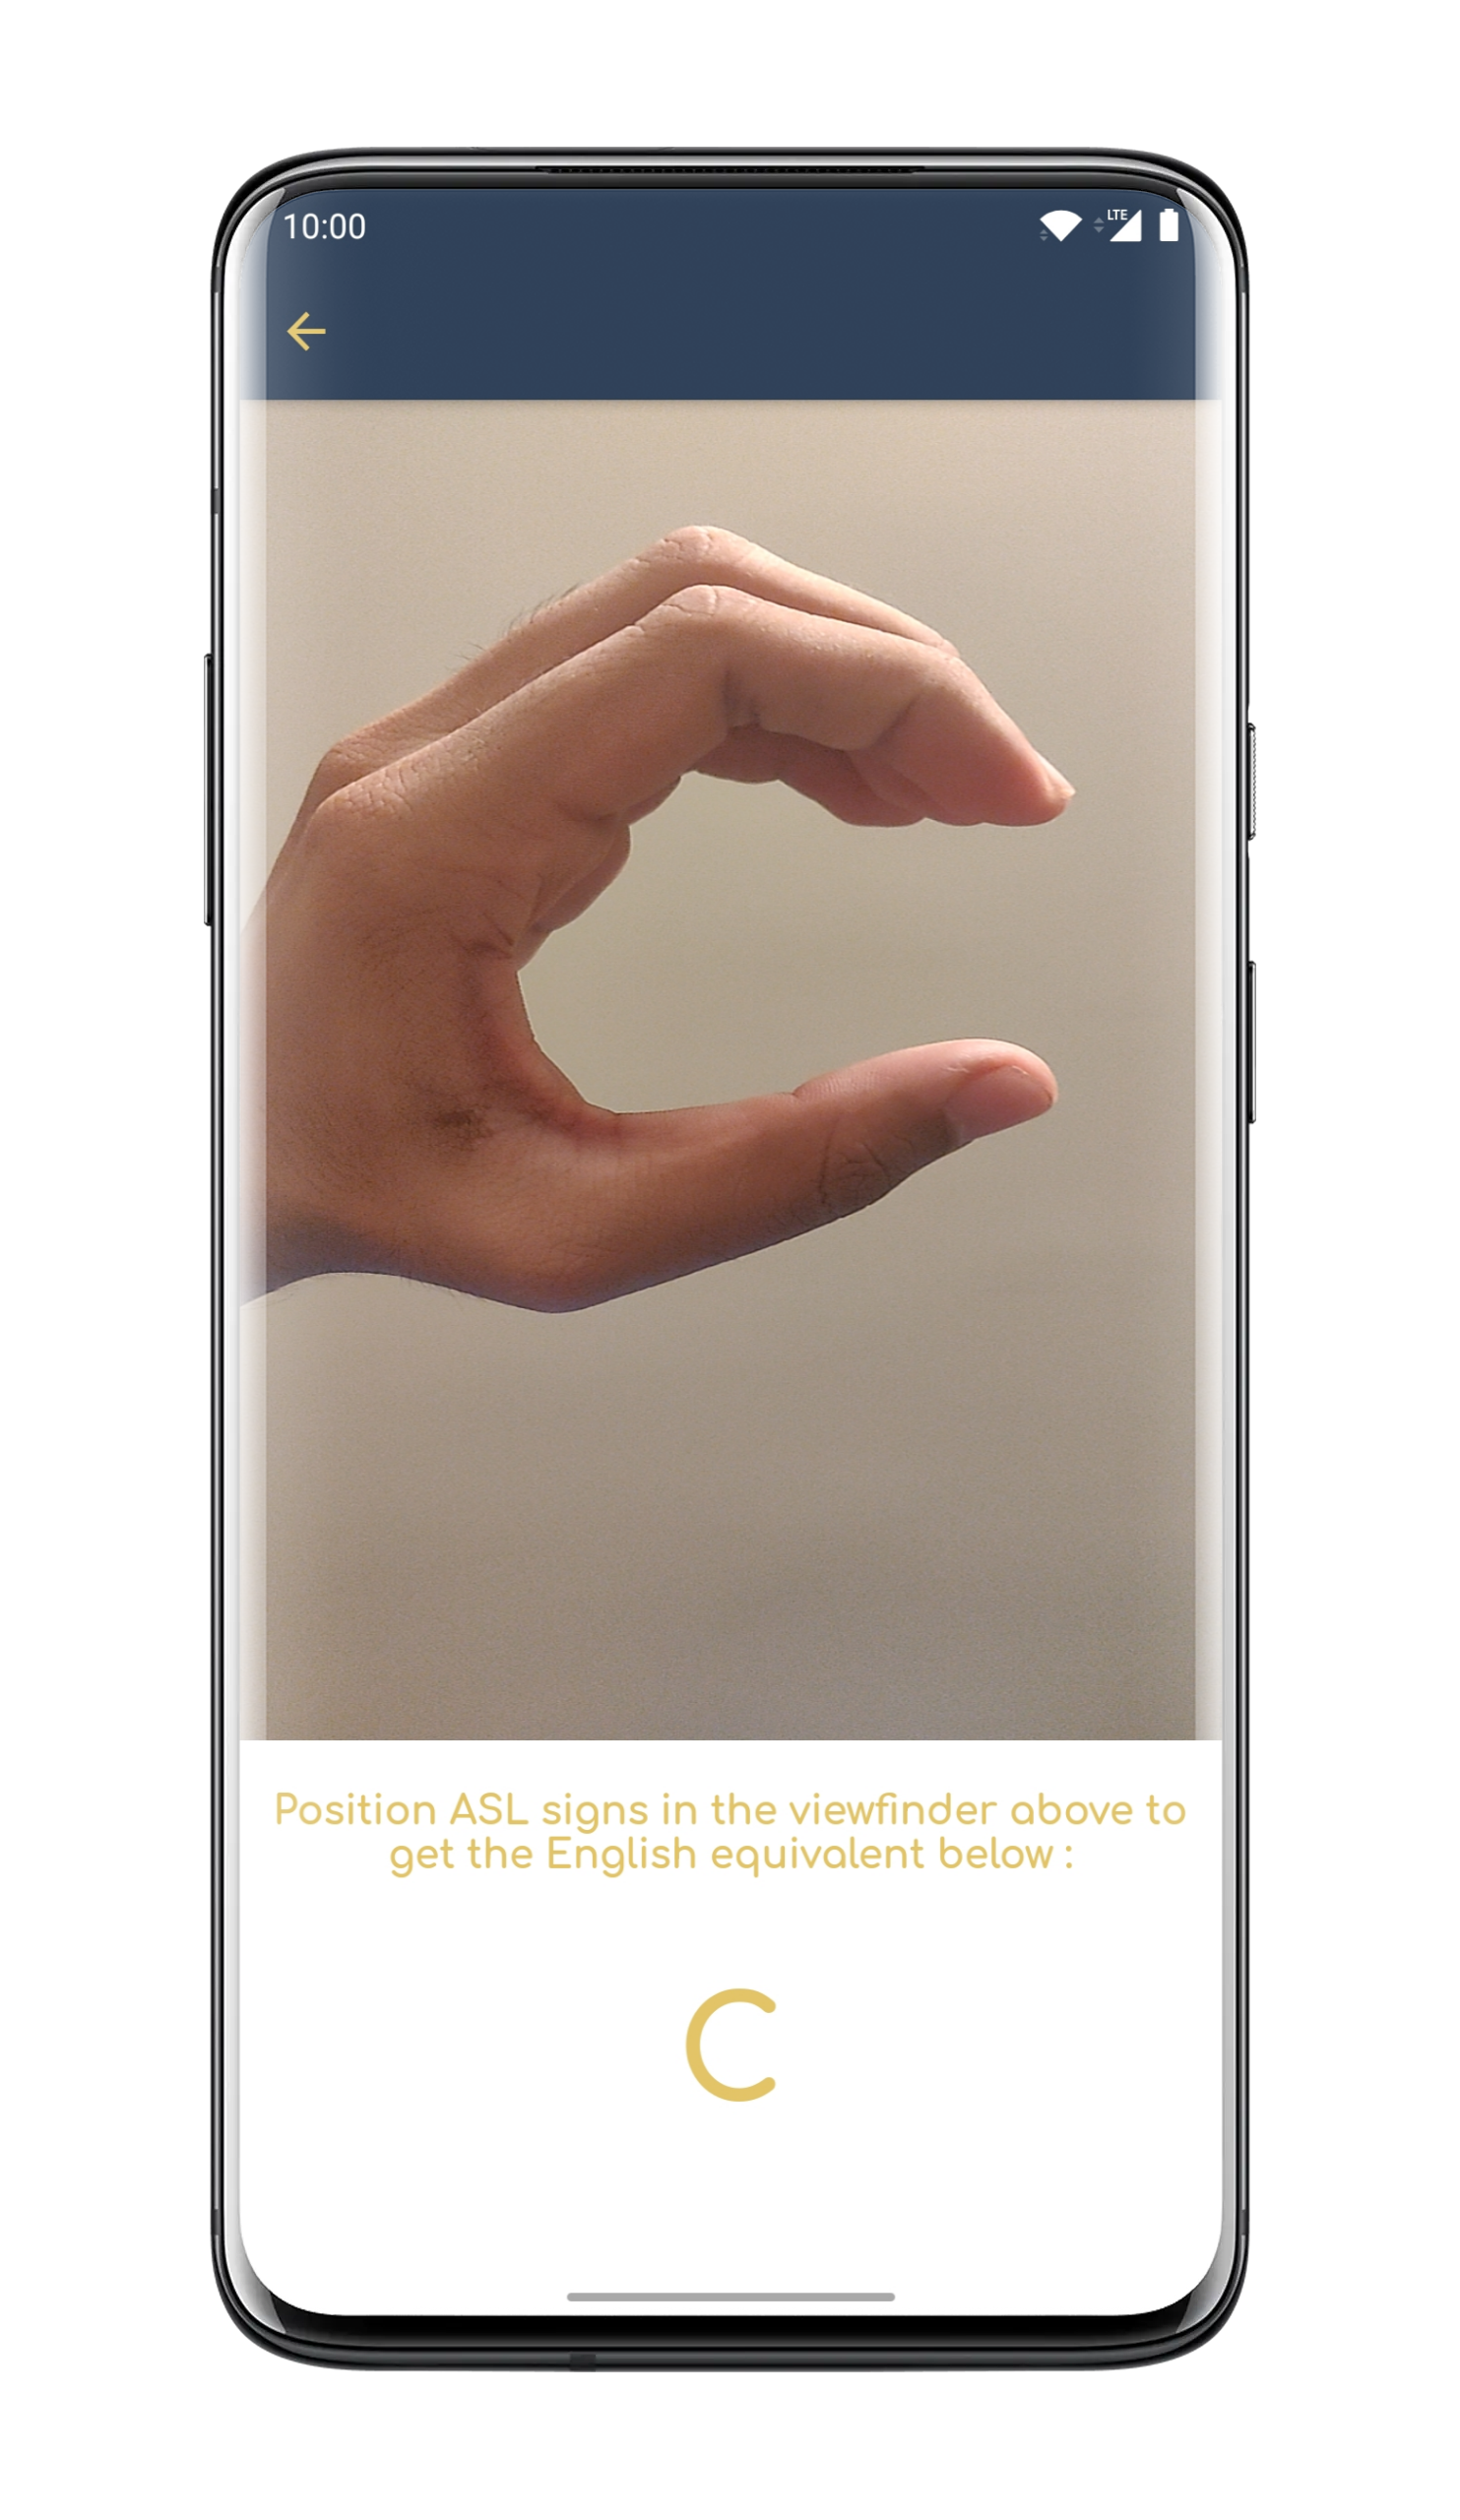 10:00
LTE
Position ASL signs in the viewfinder above to
get the English equivalent below :
C